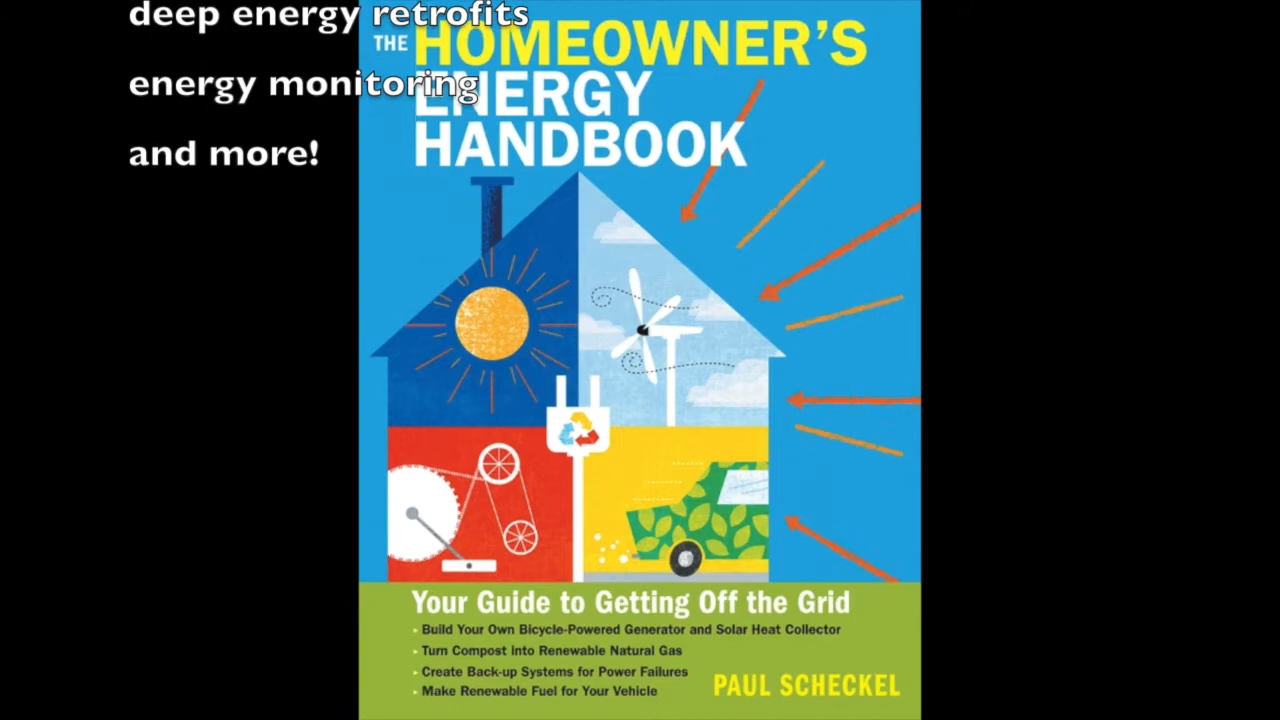 deep energy retrofits
energy monitoring
and more!
THE HOMEOWNER'S
ENERGY
HANDBOOK
Your Guide to Getting Off the Grid
▸ Build Your Own Bicycle-Powered Generator and Solar Heat Collector
▸ Turn Compost into Renewable Natural Gas
▸ Create Back-up Systems for Power Failures
▸ Make Renewable Fuel for Your Vehicle
PAUL SCHECKEL